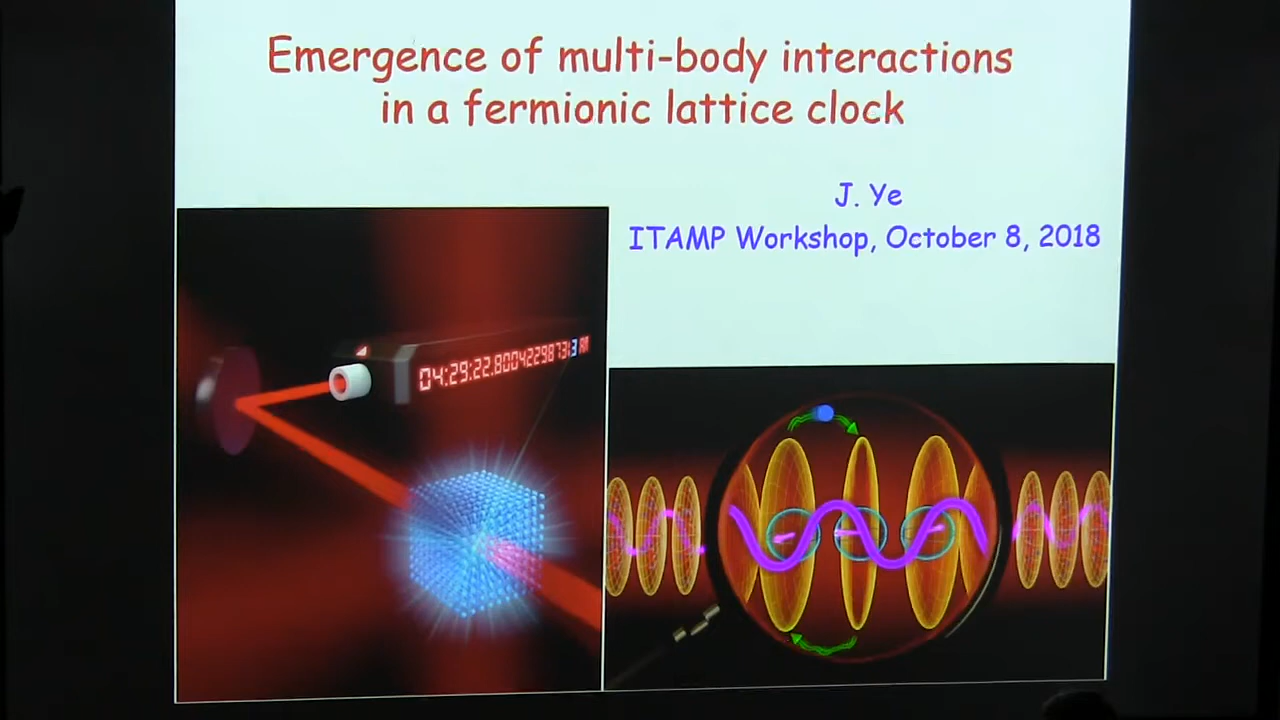 Emergence of multi-body interactions
in a fermionic lattice clock
J. Ye
ITAMP Workshop, October 8, 2018